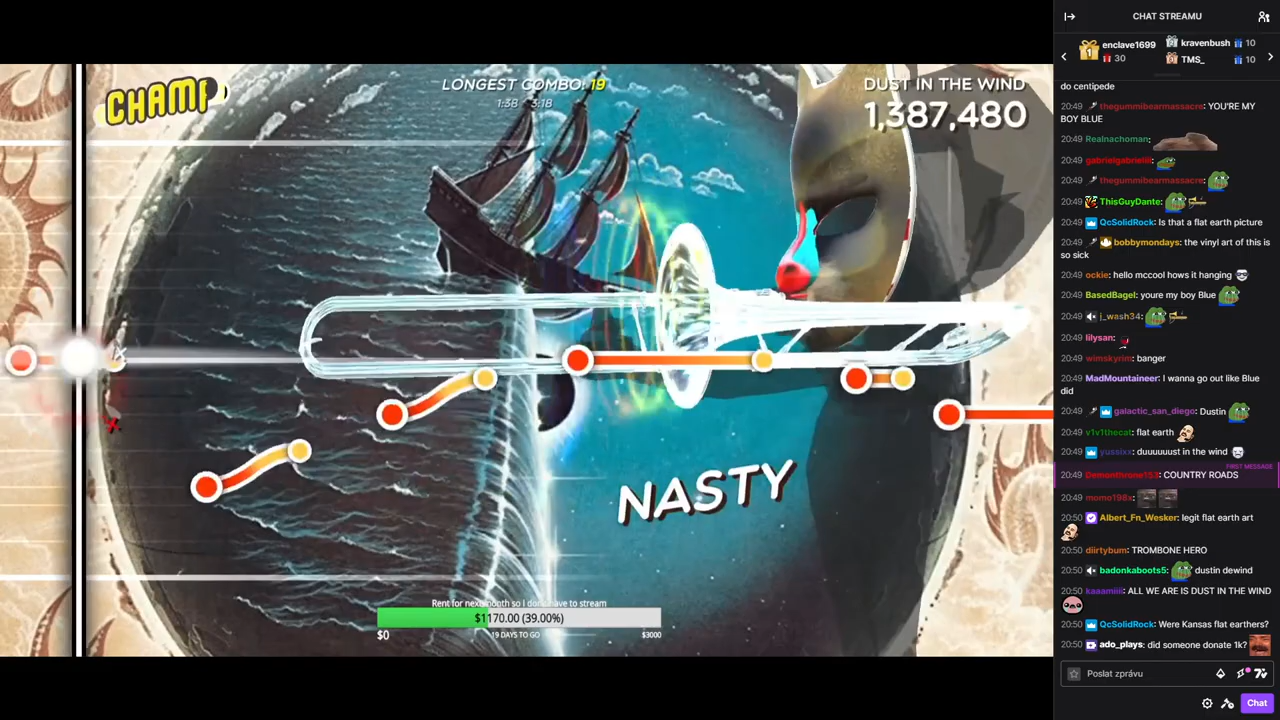 CHAMP
LONGEST COMBO: 19
1:38 3:18
DUST IN THE WIND
1,387,480
NASTY
Rent for next month so I don't have to stream
$1170.00 (39.00%)
$0
19 DAYS TO GO
$3000
CHAT STREAMU
enclave1699
30
kravenbush 10
TMS_ 10
do centipede
20:49 thegummibearmassacre: YOU'RE MY
BOY BLUE
20:49 Realnachoman:
20:49 gabrielgabrieliii:
20:49 thegummibearmassacre:
20:49 ThisGuyDante:
20:49 QcSolidRock: Is that a flat earth picture
20:49 bobbymondays: the vinyl art of this is
so sick
20:49 ockie: hello mccool hows it hanging
20:49 BasedBagel: youre my boy Blue
20:49 j_wash34:
20:49 lilysan:
20:49 wimskyrim: banger
20:49 MadMountaineer: I wanna go out like Blue
did
20:49 galactic_san_diego: Dustin
20:49 v1v1thecat: flat earth
20:49 yussixx: duuuuuust in the wind
FIRST MESSAGE
20:49 Demonthrone153: COUNTRY ROADS
20:49 momo198x:
20:50 Albert_Fn_Wesker: legit flat earth art
20:50 diirtybum: TROMBONE HERO
20:50 badonkaboots5: dustin dewind
20:50 kaaamiiii: ALL WE ARE IS DUST IN THE WIND
20:50 QcSolidRock: Were Kansas flat earthers?
20:50 ado_plays: did someone donate 1k?
Poslat zprávu
Chat